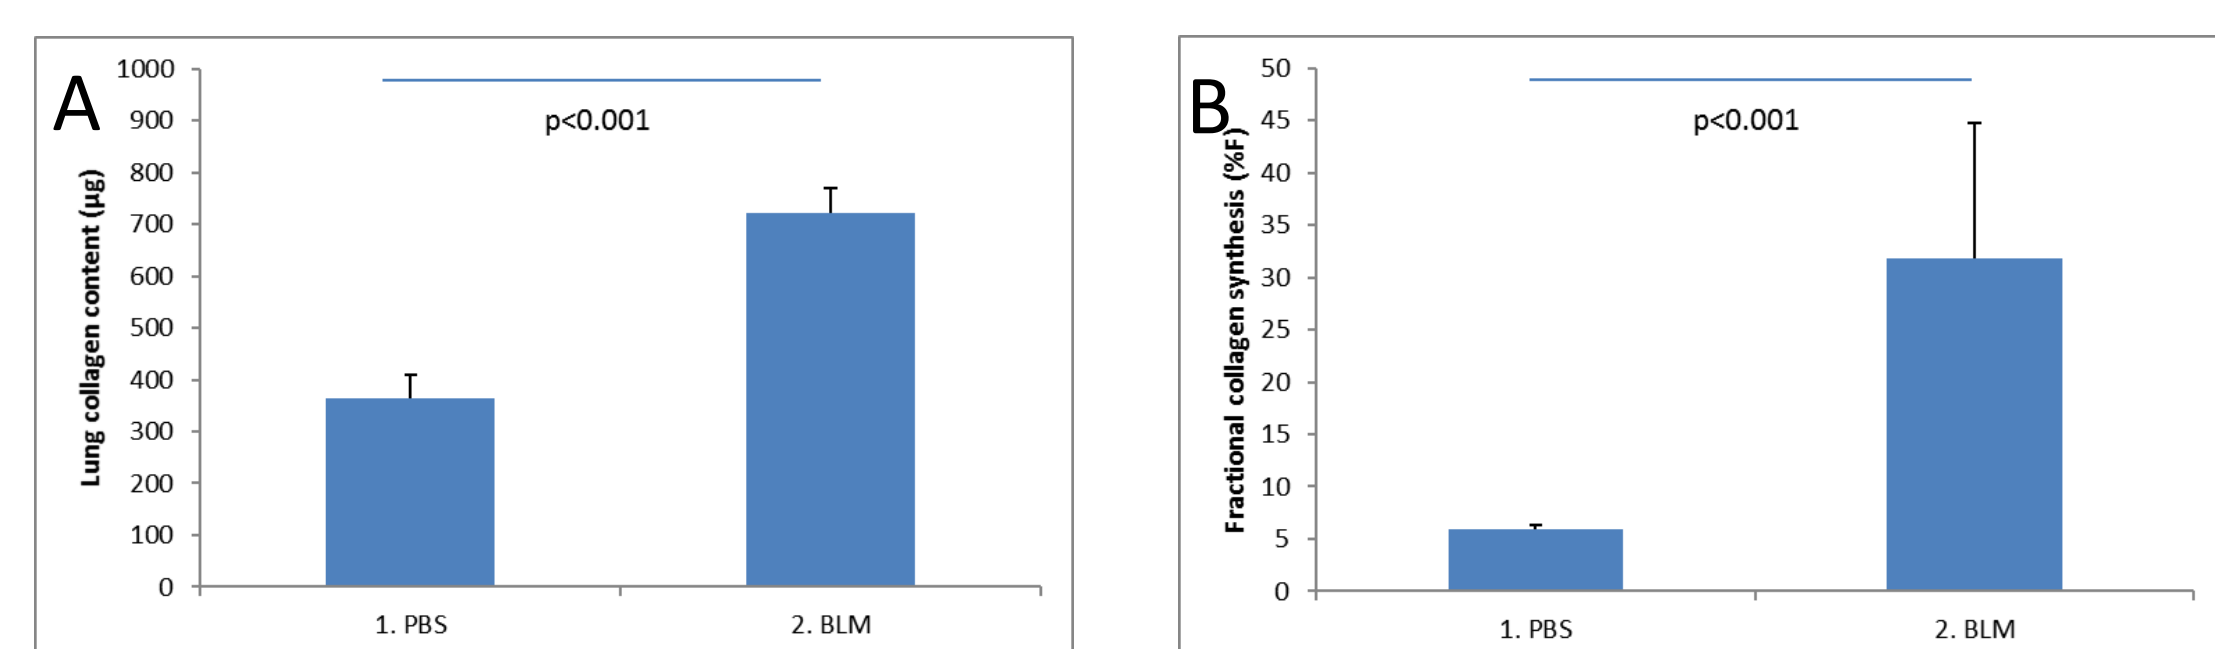 A
Lung collagen content (µg)
1000
900
800
700
600
500
400
300
200
100
0
p<0.001
1. PBS
2. BLM
B
Fractional collagen synthesis (%F)
50
45
40
35
30
25
20
15
10
5
0
p<0.001
1. PBS
2. BLM